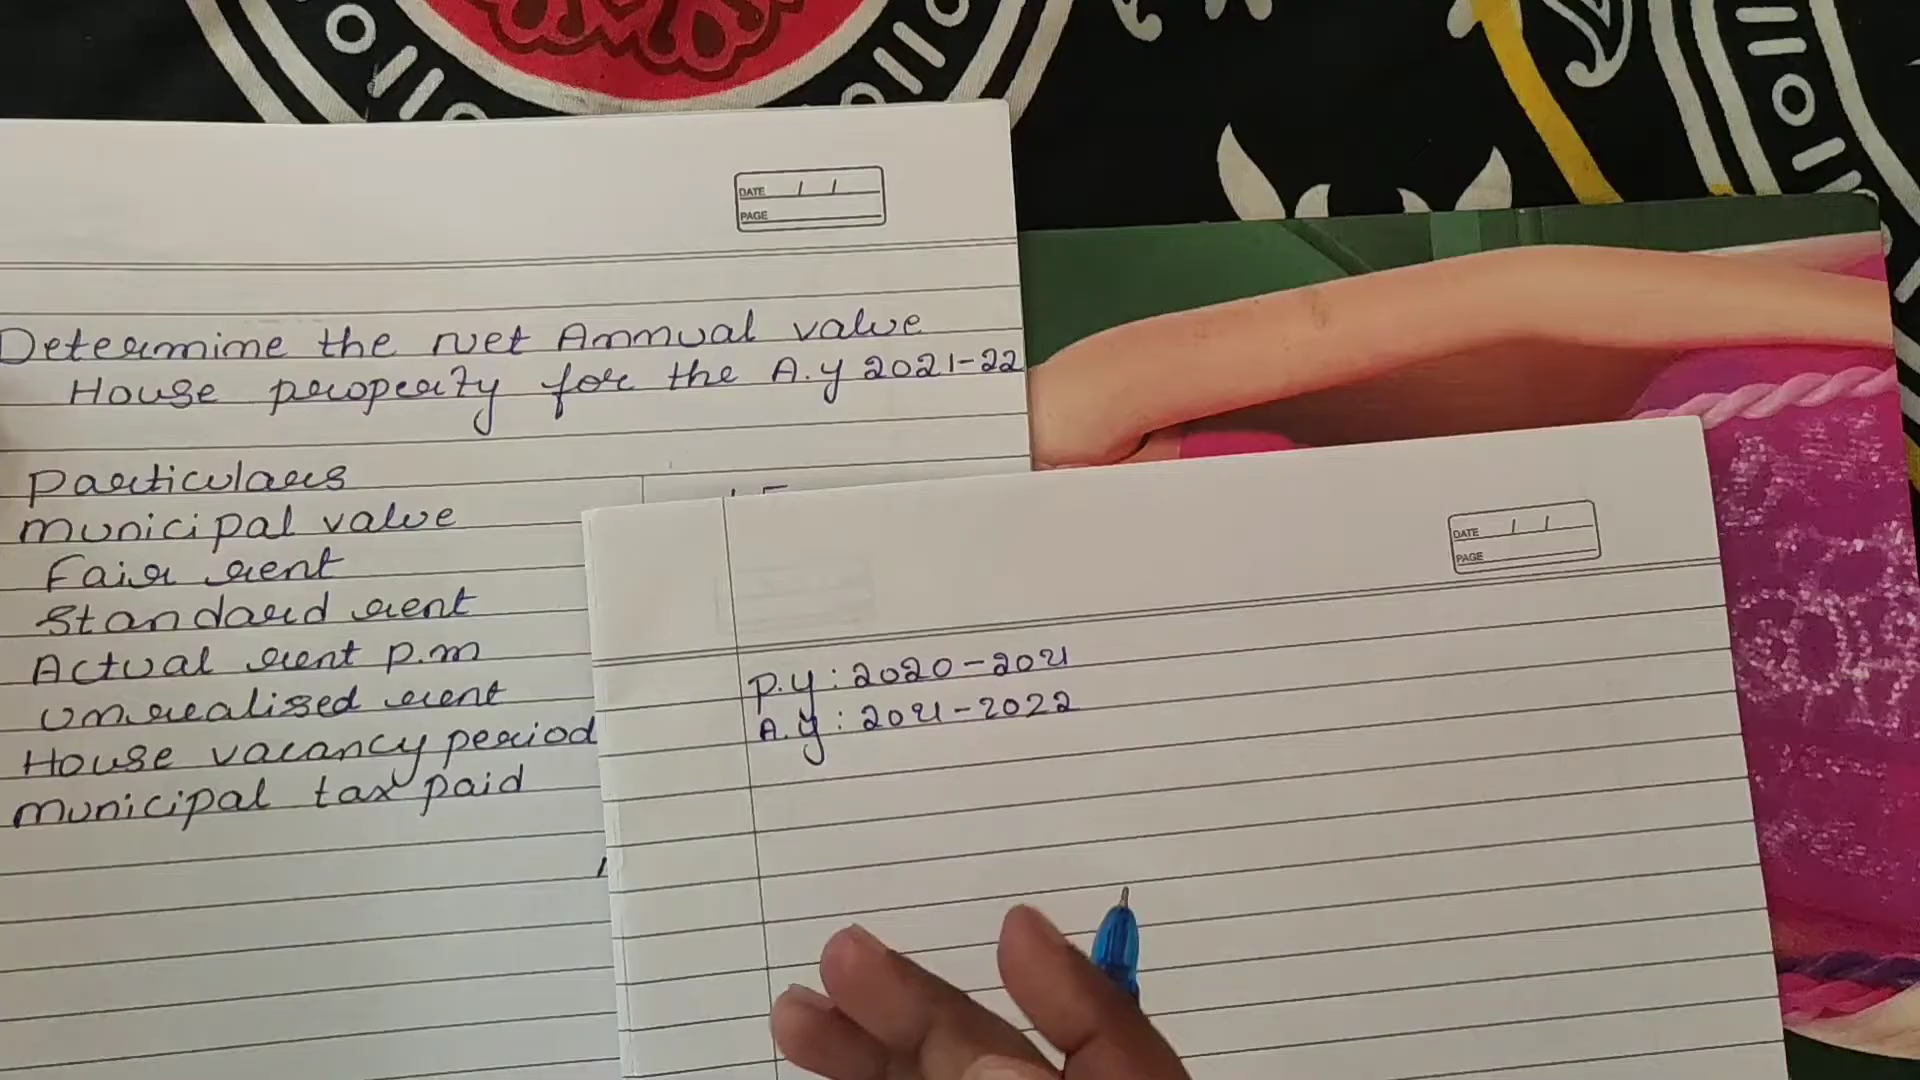 DATE / /
PAGE
Determine the Net Annual value
House property for the A.y 2021-22
Particulars
Municipal value
Fair rent
Standard rent
Actual rent P.m
Unrealised rent
House vacancy period
Municipal tax paid
DATE / /
PAGE
P.y : 2020-2021
A.y : 2021-2022